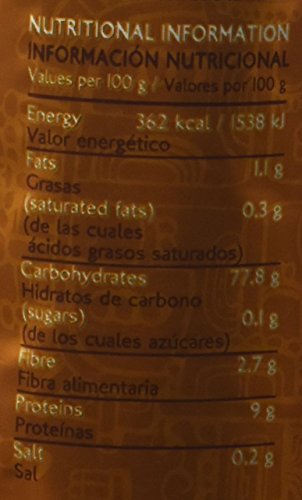 NUTRITIONAL INFORMATION
INFORMACIÓN NUTRICIONAL
Values per 100 g / Valores por 100 g
Energy 362 kcal / 1538 kJ
Valor energético
Fats 1.1 g
Grasas
(saturated fats) 0.3 g
(de las cuales
ácidos grasos saturados)
Carbohydrates 77.8 g
Hidratos de carbono
(sugars) 0.1 g
(de los cuales azúcares)
Fibre 2.7 g
Fibra alimentaria
Proteins 9 g
Proteínas
Salt 0.2 g
Sal